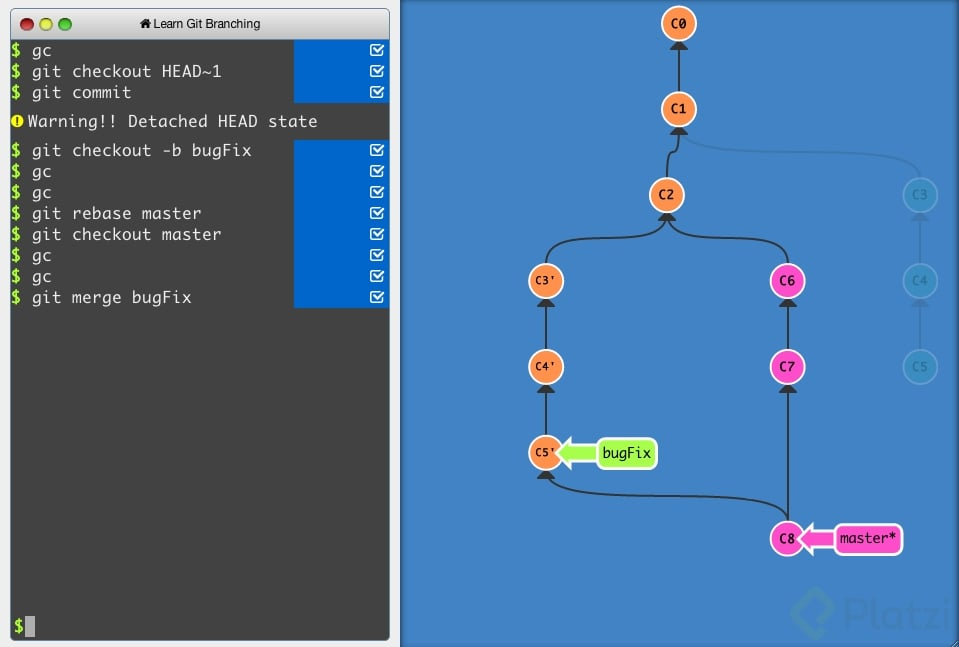 Learn Git Branching
$ gc
$ git checkout HEAD~1
$ git commit
Warning!! Detached HEAD state
$ git checkout -b bugFix
$ gc
$ gc
$ git rebase master
$ git checkout master
$ gc
$ gc
$ git merge bugFix
$
C0
C1
C2
C3
C3'
C6
C4
C4'
C7
C5
C5'
bugFix
C8
master*
Platzi